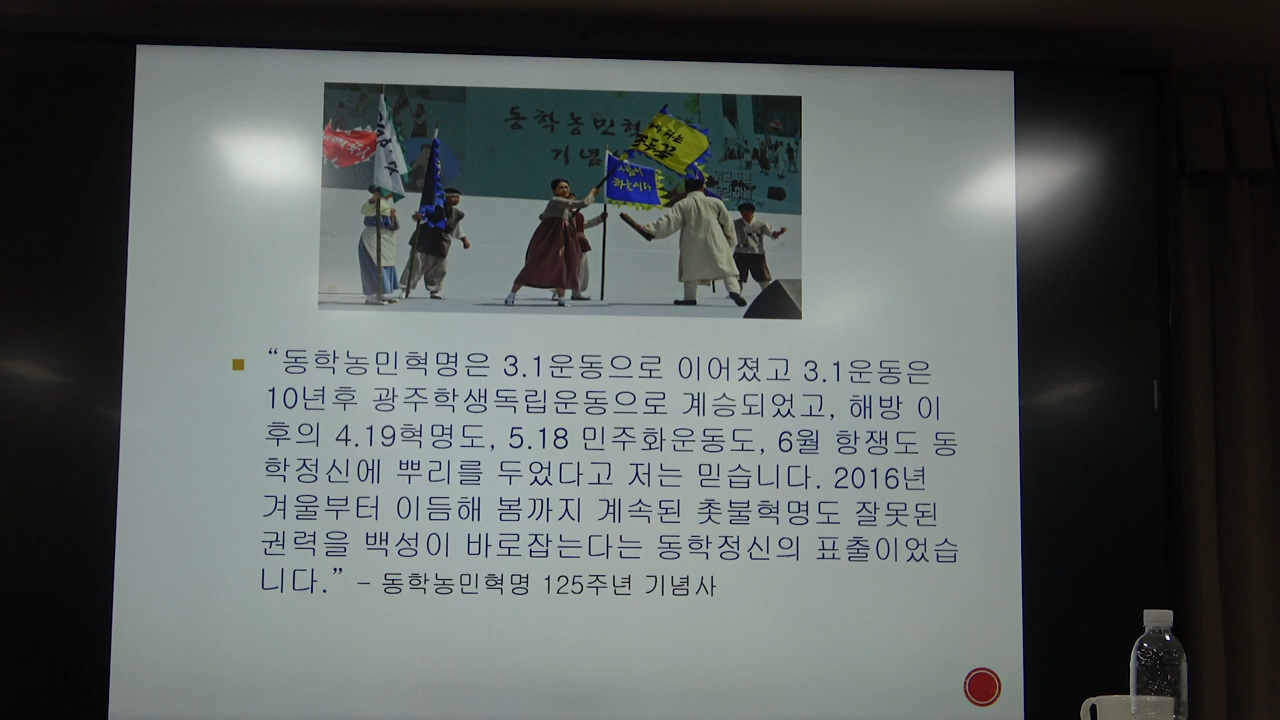 동학농민혁
기념
사람이
하늘이다
“동학농민혁명은 3.1운동으로 이어졌고 3.1운동은
10년후 광주학생독립운동으로 계승되었고, 해방 이
후의 4.19혁명도, 5.18 민주화운동도, 6월 항쟁도 동
학정신에 뿌리를 두었다고 저는 믿습니다. 2016년
겨울부터 이듬해 봄까지 계속된 촛불혁명도 잘못된
권력을 백성이 바로잡는다는 동학정신의 표출이었습
니다.” – 동학농민혁명 125주년 기념사